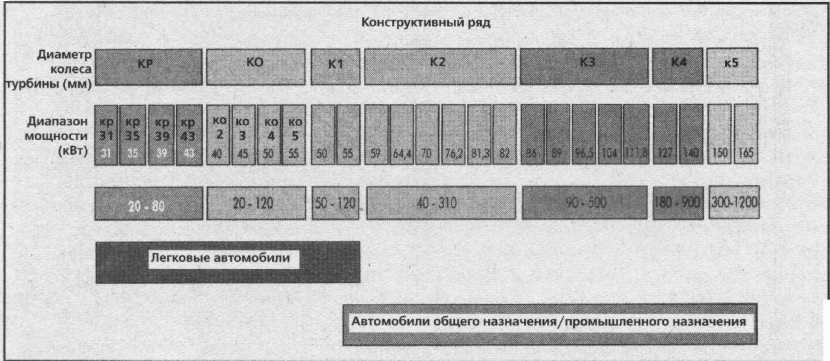 Конструктивный ряд
Диаметр колеса турбины (мм)
КР КО К1 К2 К3 К4 к5
Диапазон мощности (кВт)
кр 31 кр 35 кр 39 кр 43 ко 2 ко 3 ко 4 ко 5
31 35 39 43 40 45 50 55 50 55 59 64,4 70 76,2 81,3 82 86 89 96,5 104 111,8 127 140 150 165
20 - 80 20 - 120 50 - 120 40 - 310 90 - 500 180 - 900 300-1200
Легковые автомобили
Автомобили общего назначения/промышленного назначения